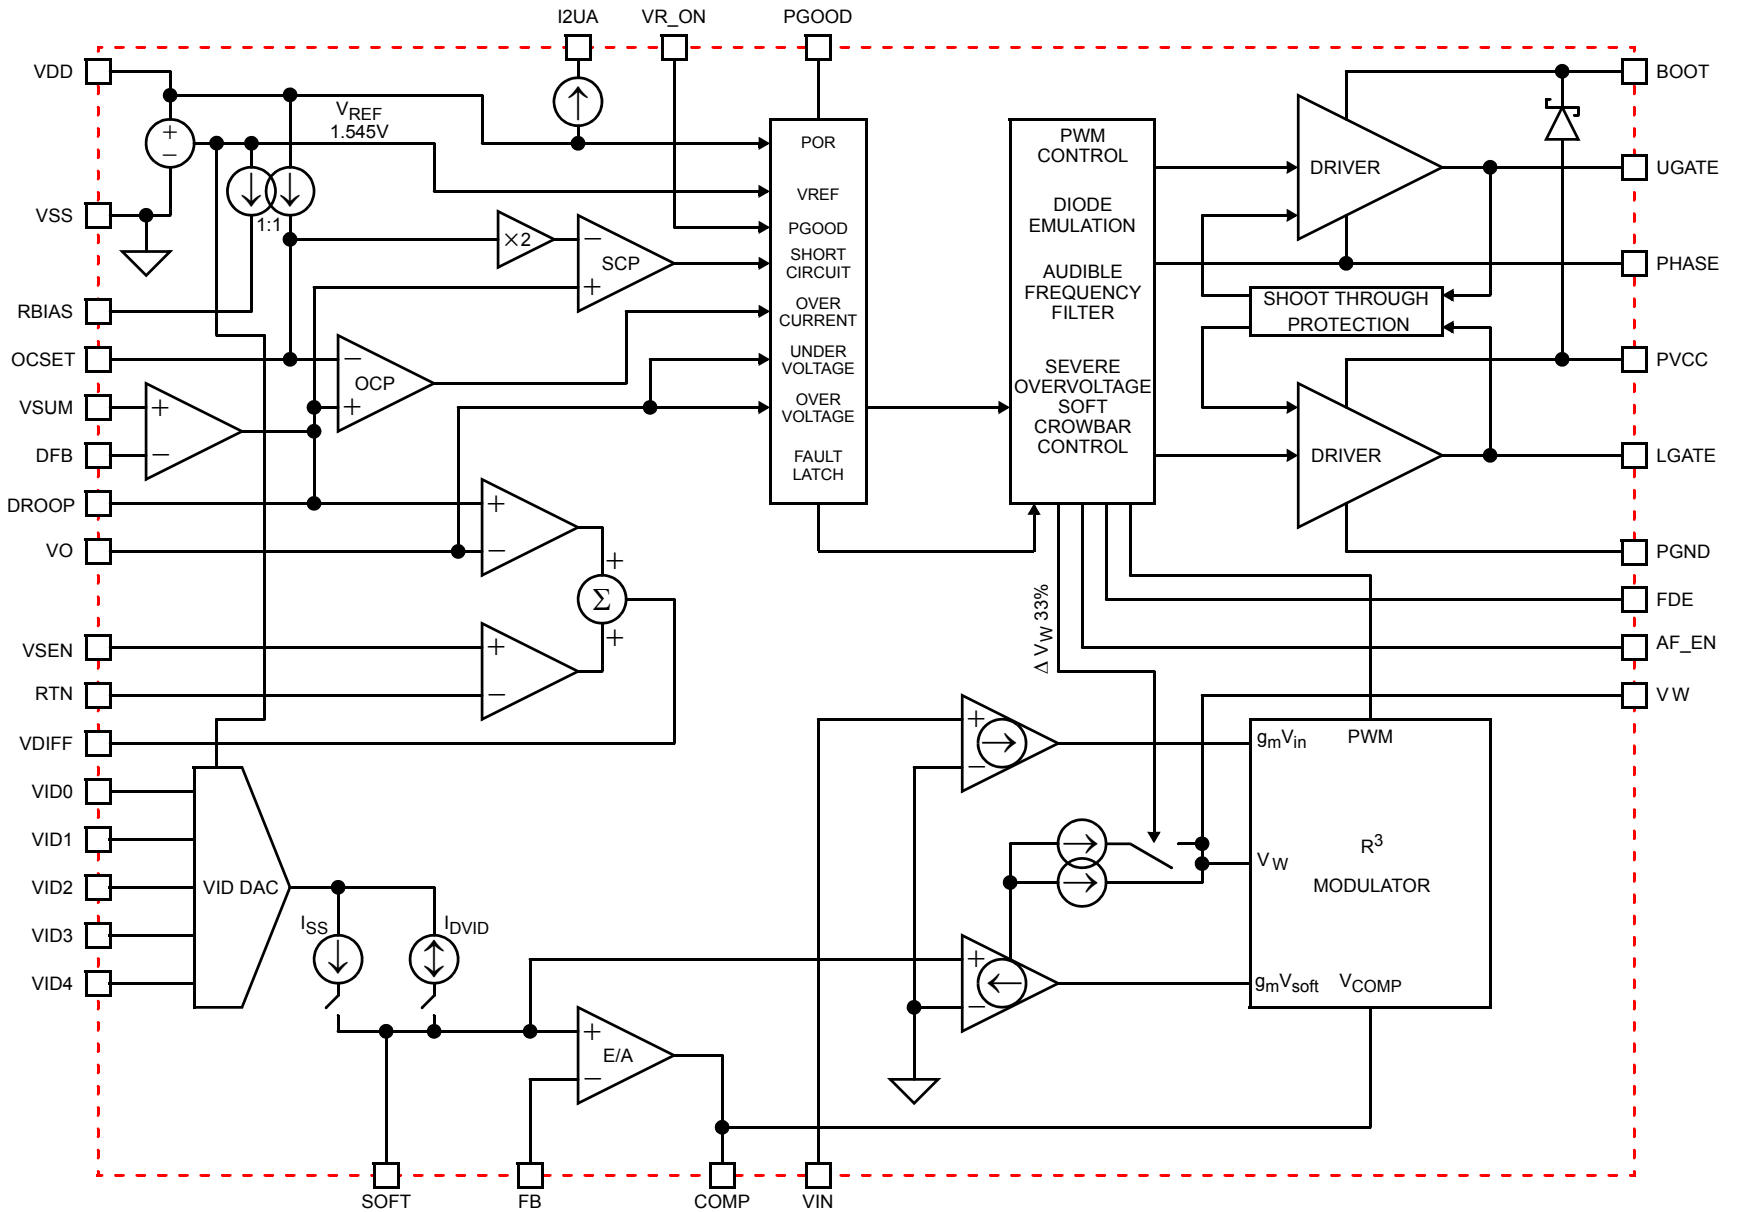 I2UA
VR_ON
PGOOD
VDD
VSS
RBIAS
OCSET
VSUM
DFB
DROOP
VO
VSEN
RTN
VDIFF
VID0
VID1
VID2
VID3
VID4
+
−
VREF
1.545V
1:1
×2
−
SCP
+
−
OCP
+
+
−
+
−
+
Σ
+
+
−
VID DAC
ISS
IDVID
+
E/A
−
POR
VREF
PGOOD
SHORT
CIRCUIT
OVER
CURRENT
UNDER
VOLTAGE
OVER
VOLTAGE
FAULT
LATCH
PWM
CONTROL
DIODE
EMULATION
AUDIBLE
FREQUENCY
FILTER
SEVERE
OVERVOLTAGE
SOFT
CROWBAR
CONTROL
DRIVER
SHOOT THROUGH
PROTECTION
DRIVER
Δ VW 33%
+
−
+
−
gmVin
PWM
VW
R3
MODULATOR
gmVsoft
VCOMP
BOOT
UGATE
PHASE
PVCC
LGATE
PGND
FDE
AF_EN
VW
SOFT
FB
COMP
VIN